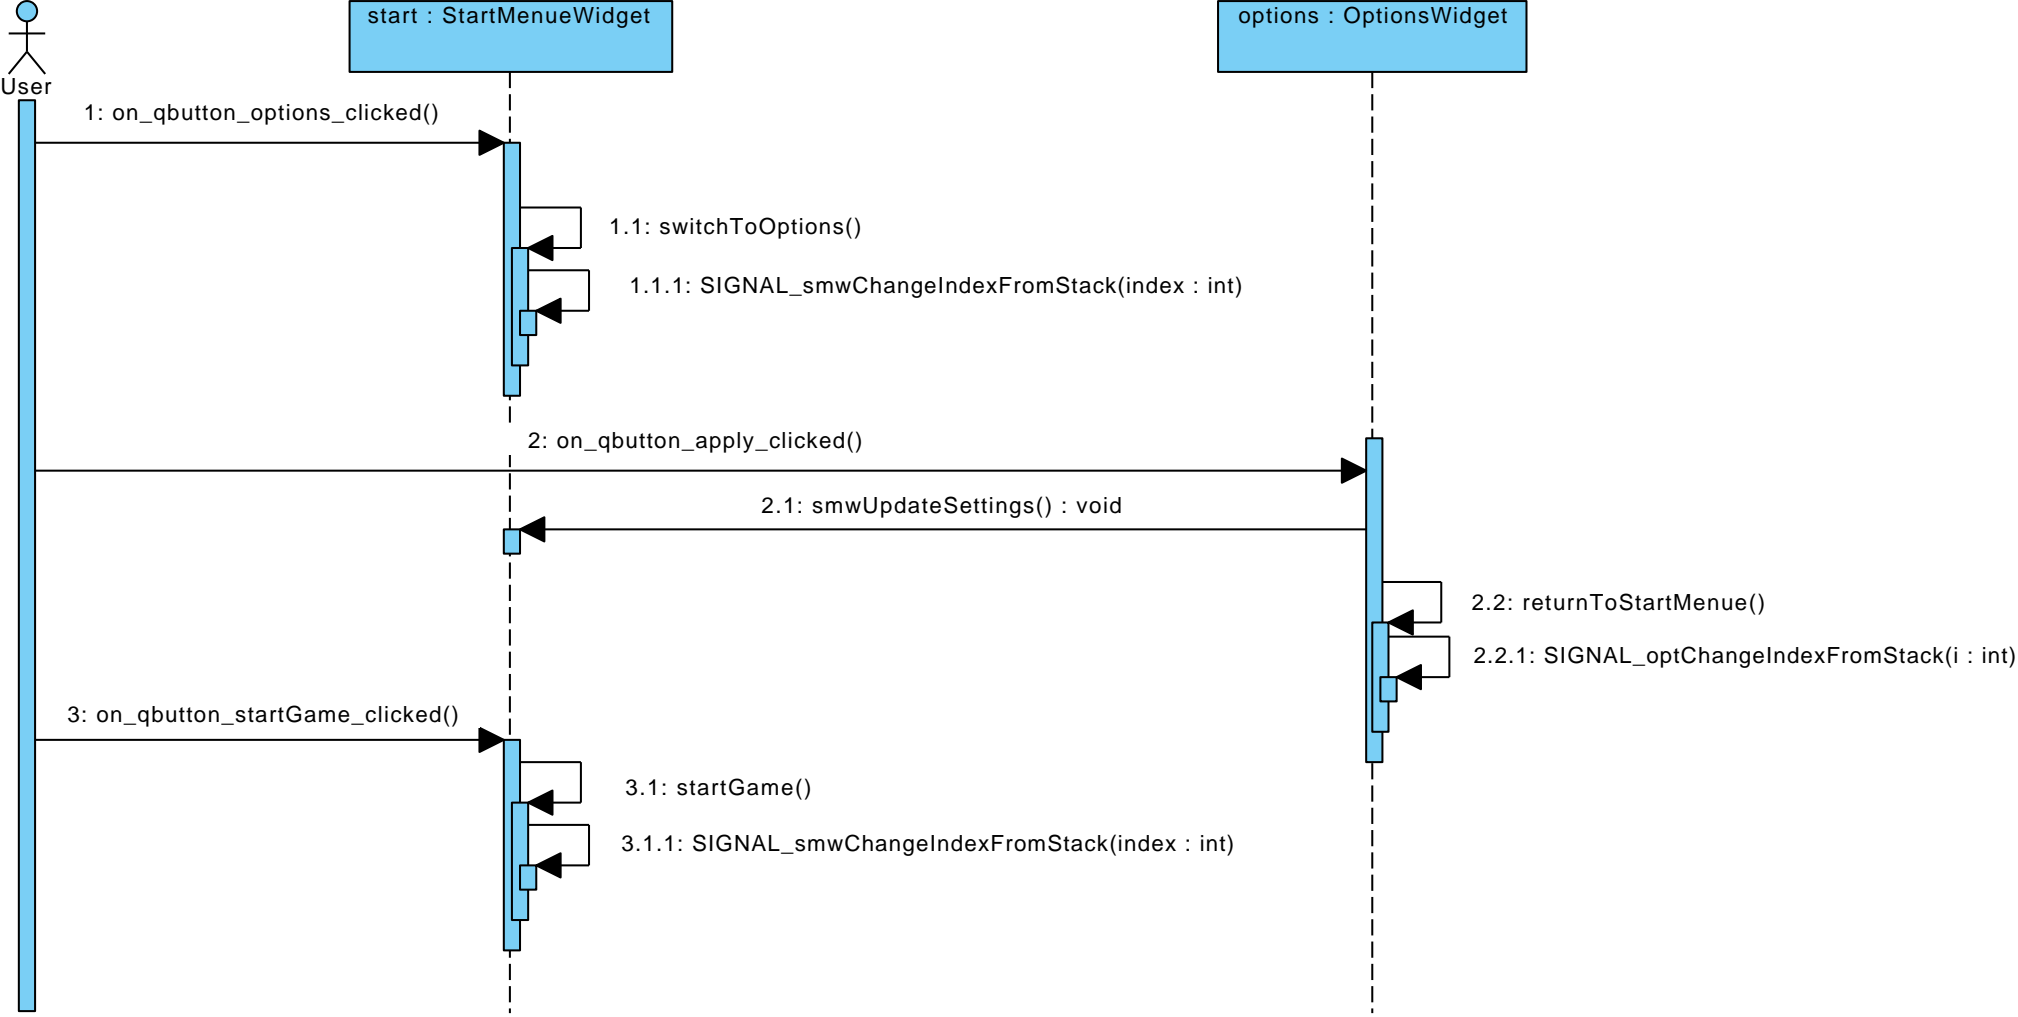 start : StartMenueWidget
options : OptionsWidget
User
1: on_qbutton_options_clicked()
1.1: switchToOptions()
1.1.1: SIGNAL_smwChangeIndexFromStack(index : int)
2: on_qbutton_apply_clicked()
2.1: smwUpdateSettings() : void
2.2: returnToStartMenue()
2.2.1: SIGNAL_optChangeIndexFromStack(i : int)
3: on_qbutton_startGame_clicked()
3.1: startGame()
3.1.1: SIGNAL_smwChangeIndexFromStack(index : int)